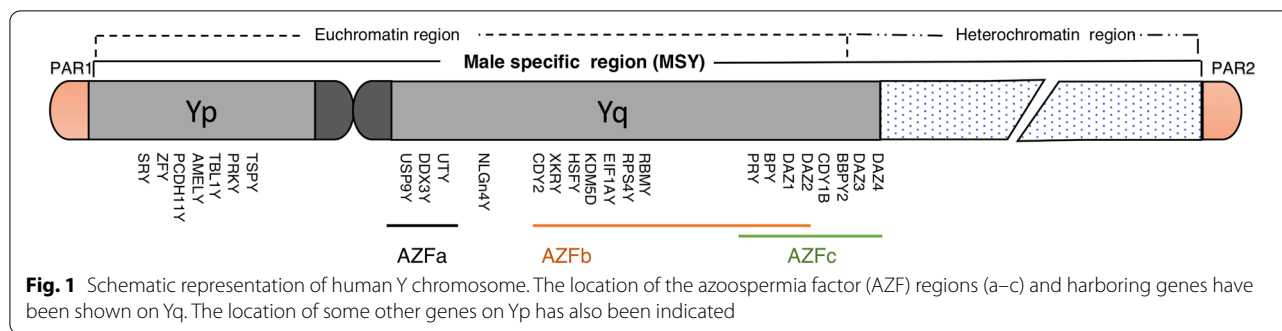 Euchromatin region
Heterochromatin region
PAR1
Male specific region (MSY)
PAR2
Yp
Yq
SRY
ZFY
PCDH11Y
AMELY
TBL1Y
PRKY
TSPY
USP9Y
DDX3Y
UTY
NLGn4Y
CDY2
XKRY
HSFY
KDM5D
EIF1AY
RPS4Y
RBMY
PRY
BPY
DAZ1
DAZ2
CDY1B
BBPY2
DAZ3
DAZ4
AZFa
AZFb
AZFc
Fig. 1 Schematic representation of human Y chromosome. The location of the azoospermia factor (AZF) regions (a–c) and harboring genes have
been shown on Yq. The location of some other genes on Yp has also been indicated